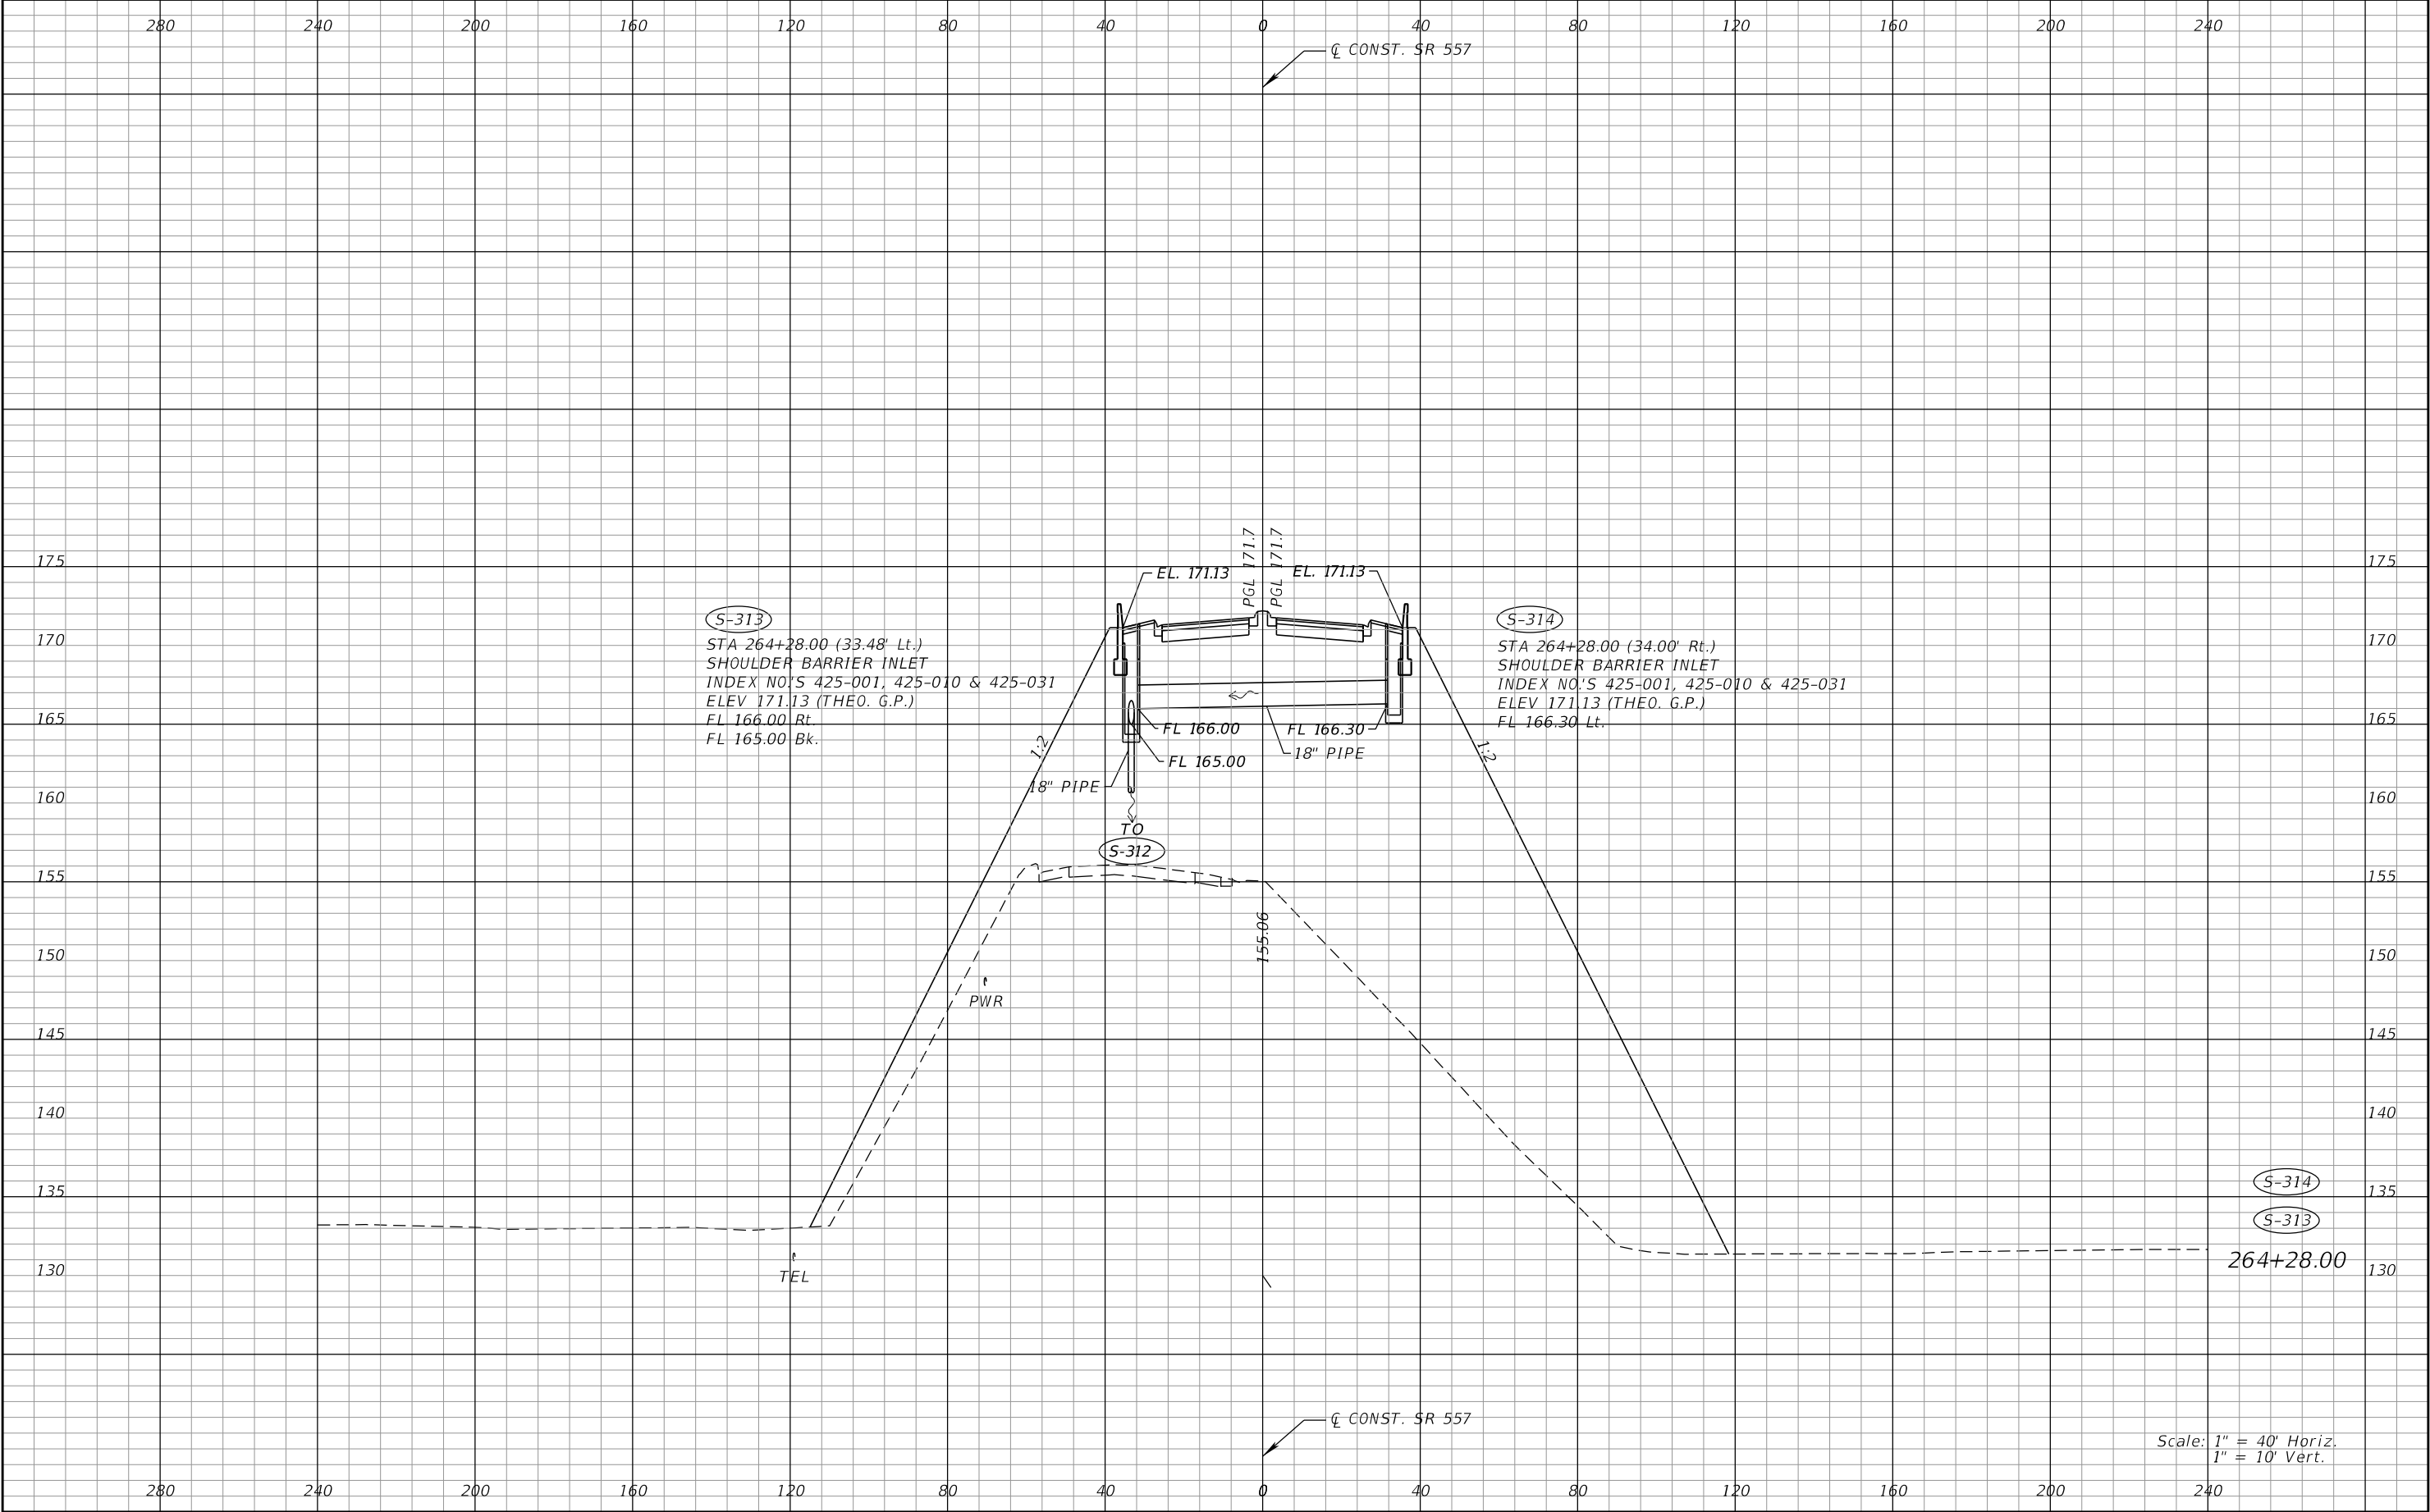 280 240 200 160 120 80 40 0 40 80 120 160 200 240
℄ CONST. SR 557
PGL 171.7
PGL 171.7
175 175
EL. 171.13
EL. 171.13
S-313
STA 264+28.00 (33.48' Lt.)
SHOULDER BARRIER INLET
INDEX NO.'S 425-001, 425-010 & 425-031
ELEV 171.13 (THEO. G.P.)
FL 166.00 Rt.
FL 165.00 Bk.
S-314
STA 264+28.00 (34.00' Rt.)
SHOULDER BARRIER INLET
INDEX NO.'S 425-001, 425-010 & 425-031
ELEV 171.13 (THEO. G.P.)
FL 166.30 Lt.
170 170
165 165
FL 166.00
FL 166.30
1:2
1:2
18" PIPE
FL 165.00
18" PIPE
160 160
TO
S-312
155 155
155.06
150 150
PWR
145 145
140 140
135 135
S-314
S-313
264+28.00
130 130
TEL
℄ CONST. SR 557
Scale: 1" = 40' Horiz.
1" = 10' Vert.
280 240 200 160 120 80 40 0 40 80 120 160 200 240